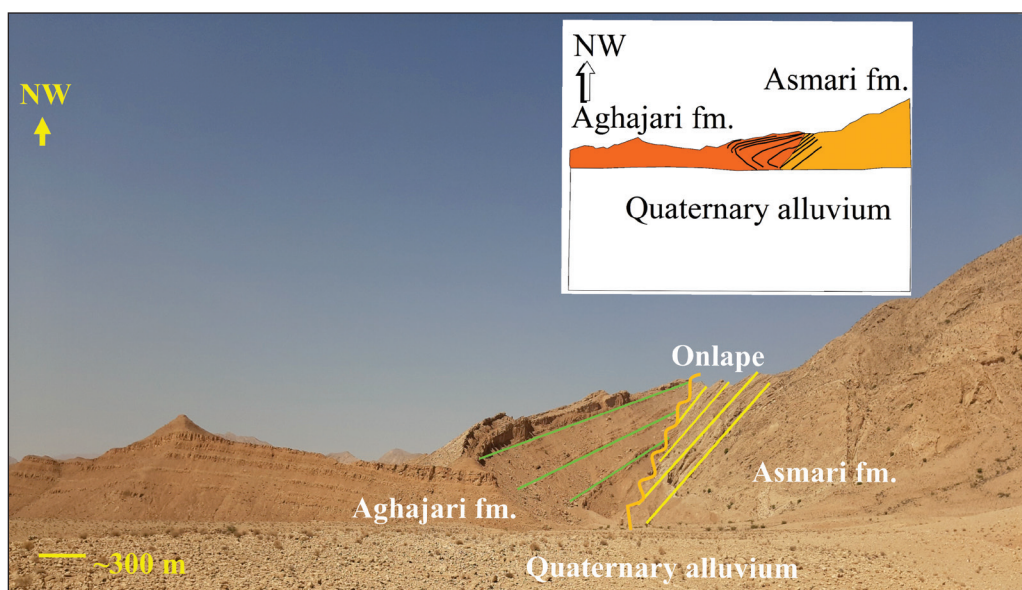 NW
NW
Asmari fm.
Aghajari fm.
Quaternary alluvium
Onlape
Asmari fm.
Aghajari fm.
~300 m
Quaternary alluvium